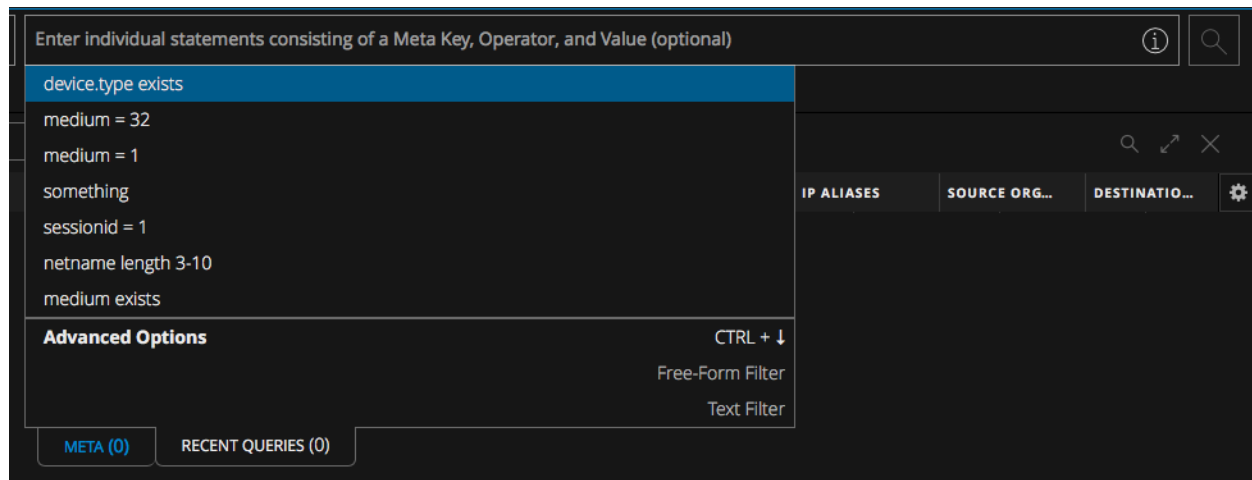 Enter individual statements consisting of a Meta Key, Operator, and Value (optional)
device.type exists
medium = 32
medium = 1
something
sessionid = 1
netname length 3-10
medium exists
IP ALIASES SOURCE ORG... DESTINATIO...
Advanced Options CTRL + ↓
Free-Form Filter
Text Filter
META (0) RECENT QUERIES (0)